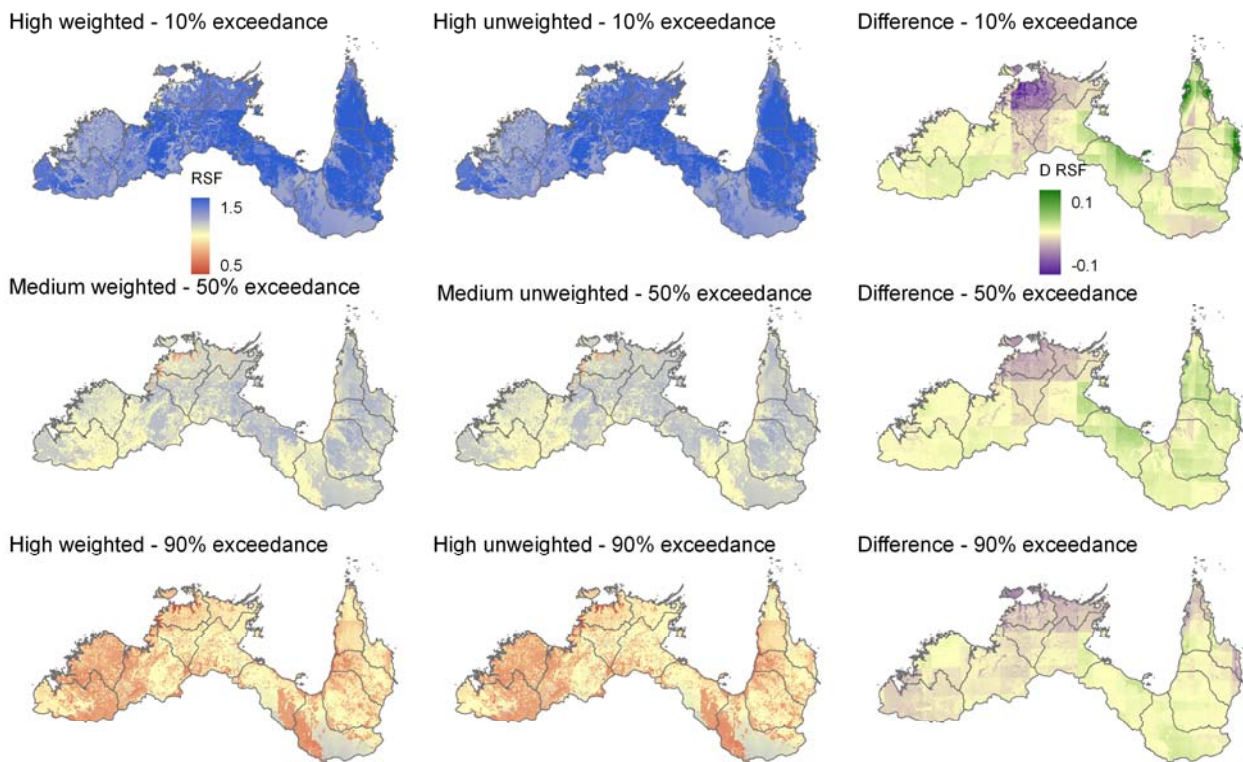 High weighted - 10% exceedance
High unweighted - 10% exceedance
Difference - 10% exceedance
RSF
1.5
0.5
D RSF
0.1
-0.1
Medium weighted - 50% exceedance
Medium unweighted - 50% exceedance
Difference - 50% exceedance
High weighted - 90% exceedance
High unweighted - 90% exceedance
Difference - 90% exceedance